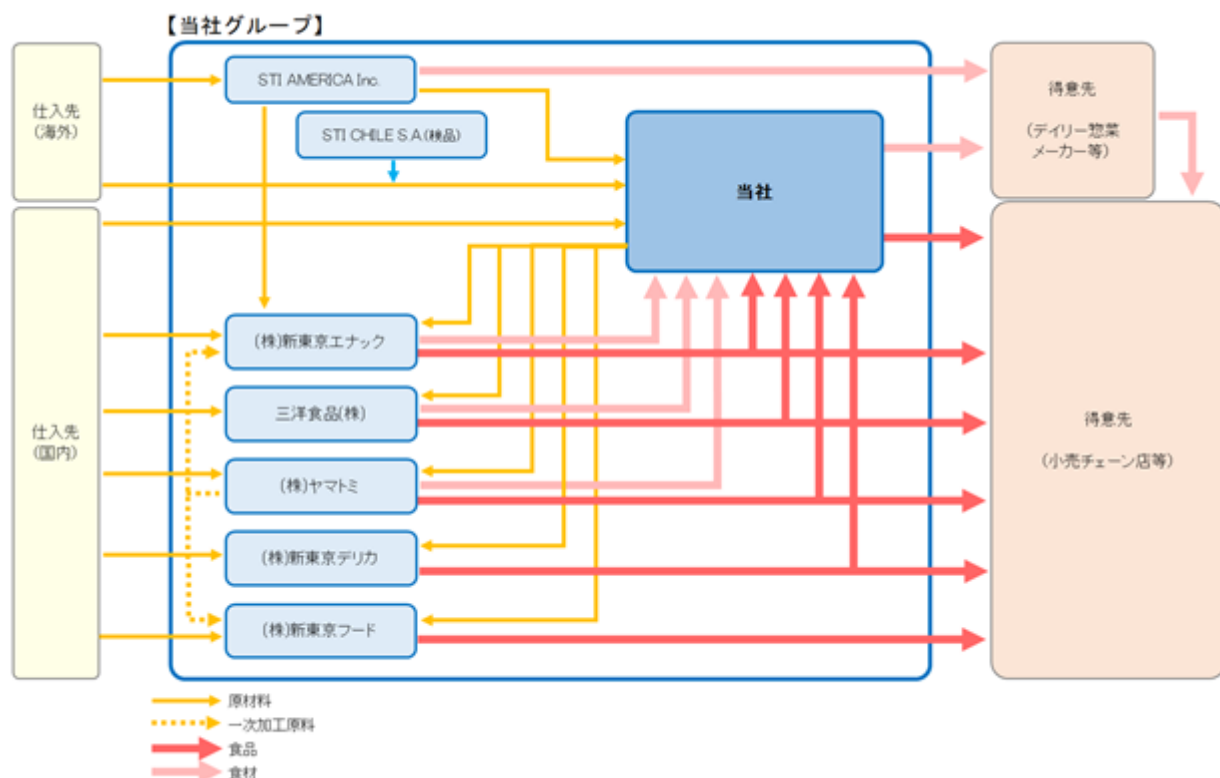 【当社グループ】
仕入先
(海外)
STI AMERICA Inc.
STI CHILE S.A(検品)
当社
得意先
(デイリー惣菜
メーカー等)
仕入先
(国内)
(株)新東京エナック
三洋食品(株)
(株)ヤマトミ
(株)新東京デリカ
(株)新東京フード
得意先
(小売チェーン店等)
原材料
一次加工原料
食品
食材